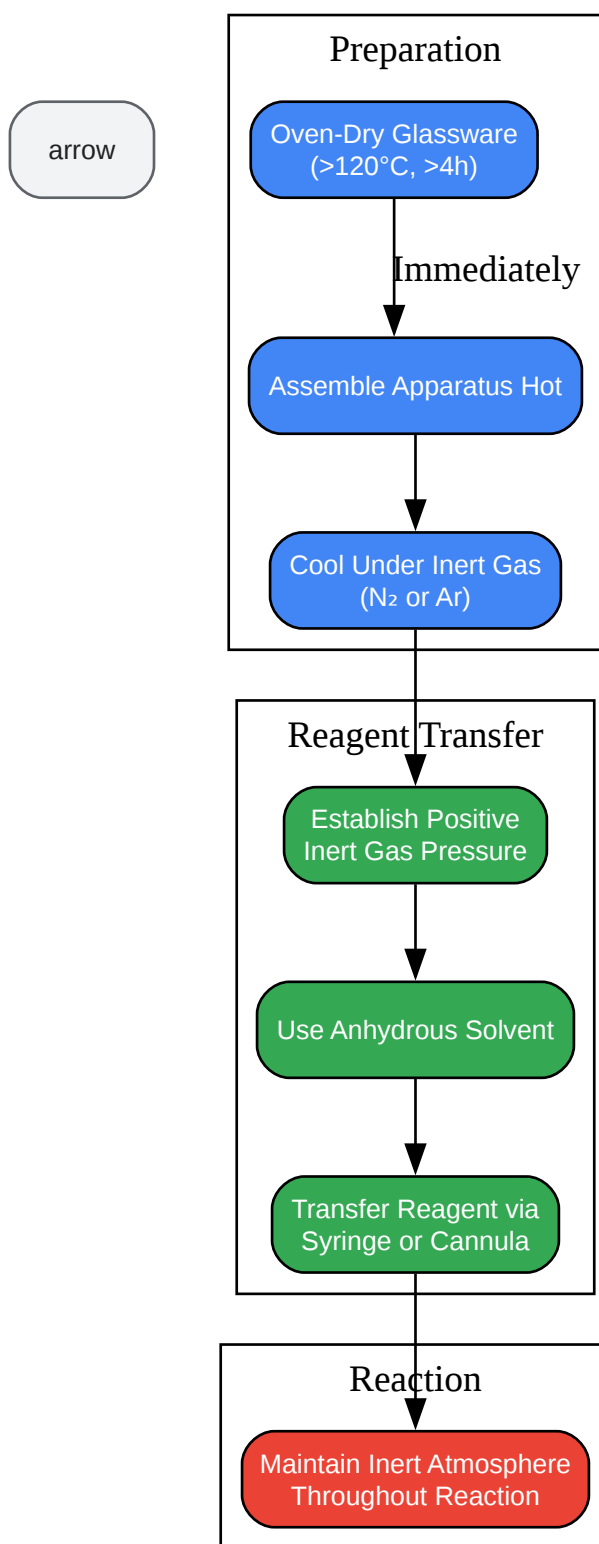 Preparation
arrow
Oven-Dry Glassware
(>120°C, >4h)
Immediately
Assemble Apparatus Hot
Cool Under Inert Gas
(N₂ or Ar)
Reagent Transfer
Establish Positive
Inert Gas Pressure
Use Anhydrous Solvent
Transfer Reagent via
Syringe or Cannula
Reaction
Maintain Inert Atmosphere
Throughout Reaction